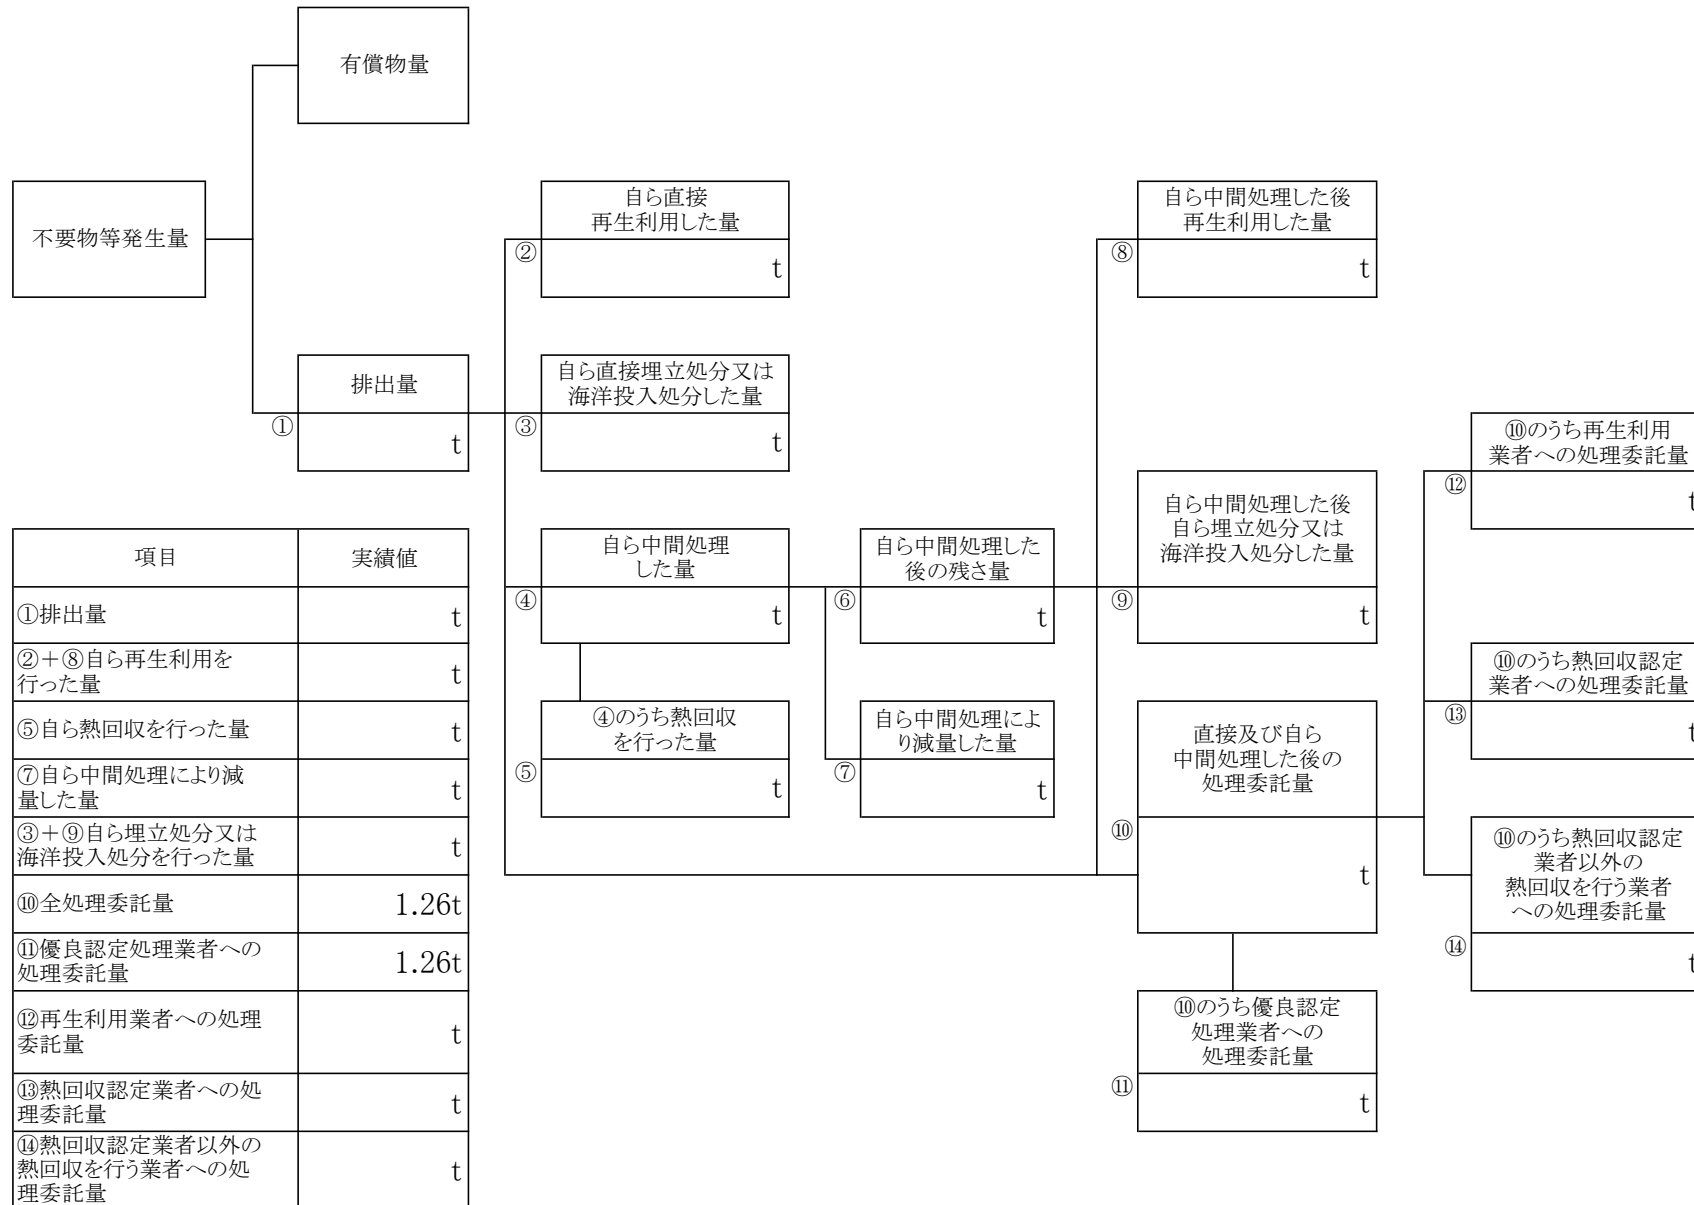 有償物量
不要物等発生量
自ら直接
再生利用した量
②
t
自ら中間処理した後
再生利用した量
⑧
t
排出量
①
t
自ら直接埋立処分又は
海洋投入処分した量
③
t
⑩のうち再生利用
業者への処理委託量
⑫
t
自ら中間処理
した量
④
t
自ら中間処理した
後の残さ量
⑥
t
自ら中間処理した後
自ら埋立処分又は
海洋投入処分した量
⑨
t
⑩のうち熱回収認定
業者への処理委託量
⑬
t
④のうち熱回収
を行った量
⑤
t
自ら中間処理によ
り減量した量
⑦
t
直接及び自ら
中間処理した後の
処理委託量
⑩
t
⑩のうち熱回収認定
業者以外の
熱回収を行う業者
への処理委託量
⑭
t
⑩のうち優良認定
処理業者への
処理委託量
⑪
t
項目 実績値
①排出量 t
②+⑧自ら再生利用を
行った量 t
⑤自ら熱回収を行った量 t
⑦自ら中間処理により減
量した量 t
③+⑨自ら埋立処分又は
海洋投入処分を行った量 t
⑩全処理委託量 1.26t
⑪優良認定処理業者への
処理委託量 1.26t
⑫再生利用業者への処理
委託量 t
⑬熱回収認定業者への処
理委託量 t
⑭熱回収認定業者以外の
熱回収を行う業者への処
理委託量 t